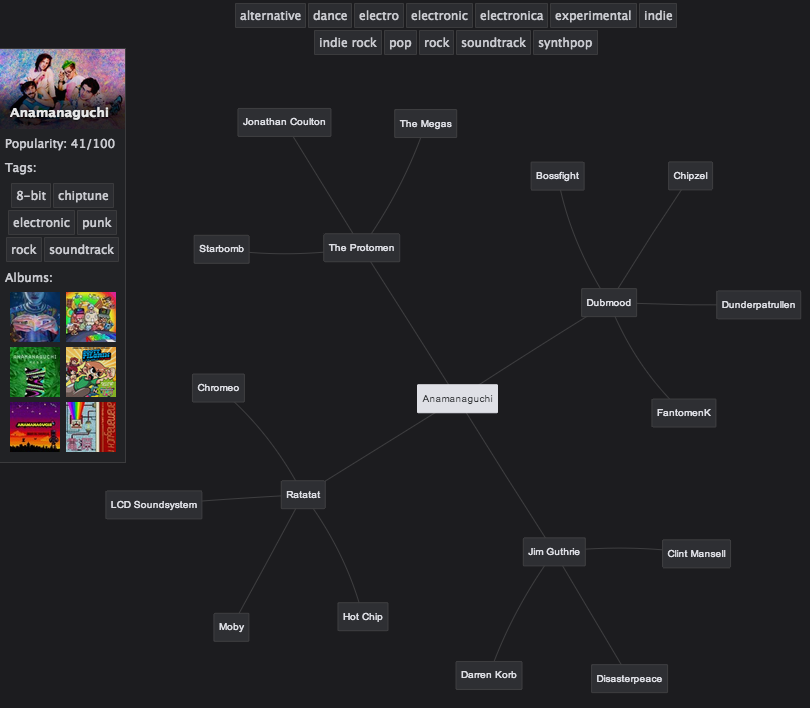 alternative dance electro electronic electronica experimental indie
indie rock pop rock soundtrack synthpop
Anamanaguchi
Popularity: 41/100
Tags:
8-bit chiptune
electronic punk
rock soundtrack
Albums:
ANAMANAGUCHI
ANAMANAGUCHI
Jonathan Coulton
The Megas
Starbomb
The Protomen
Bossfight
Chipzel
Dubmood
Dunderpatrullen
FantomenK
Anamanaguchi
Chromeo
Ratatat
LCD Soundsystem
Moby
Hot Chip
Jim Guthrie
Clint Mansell
Darren Korb
Disasterpeace